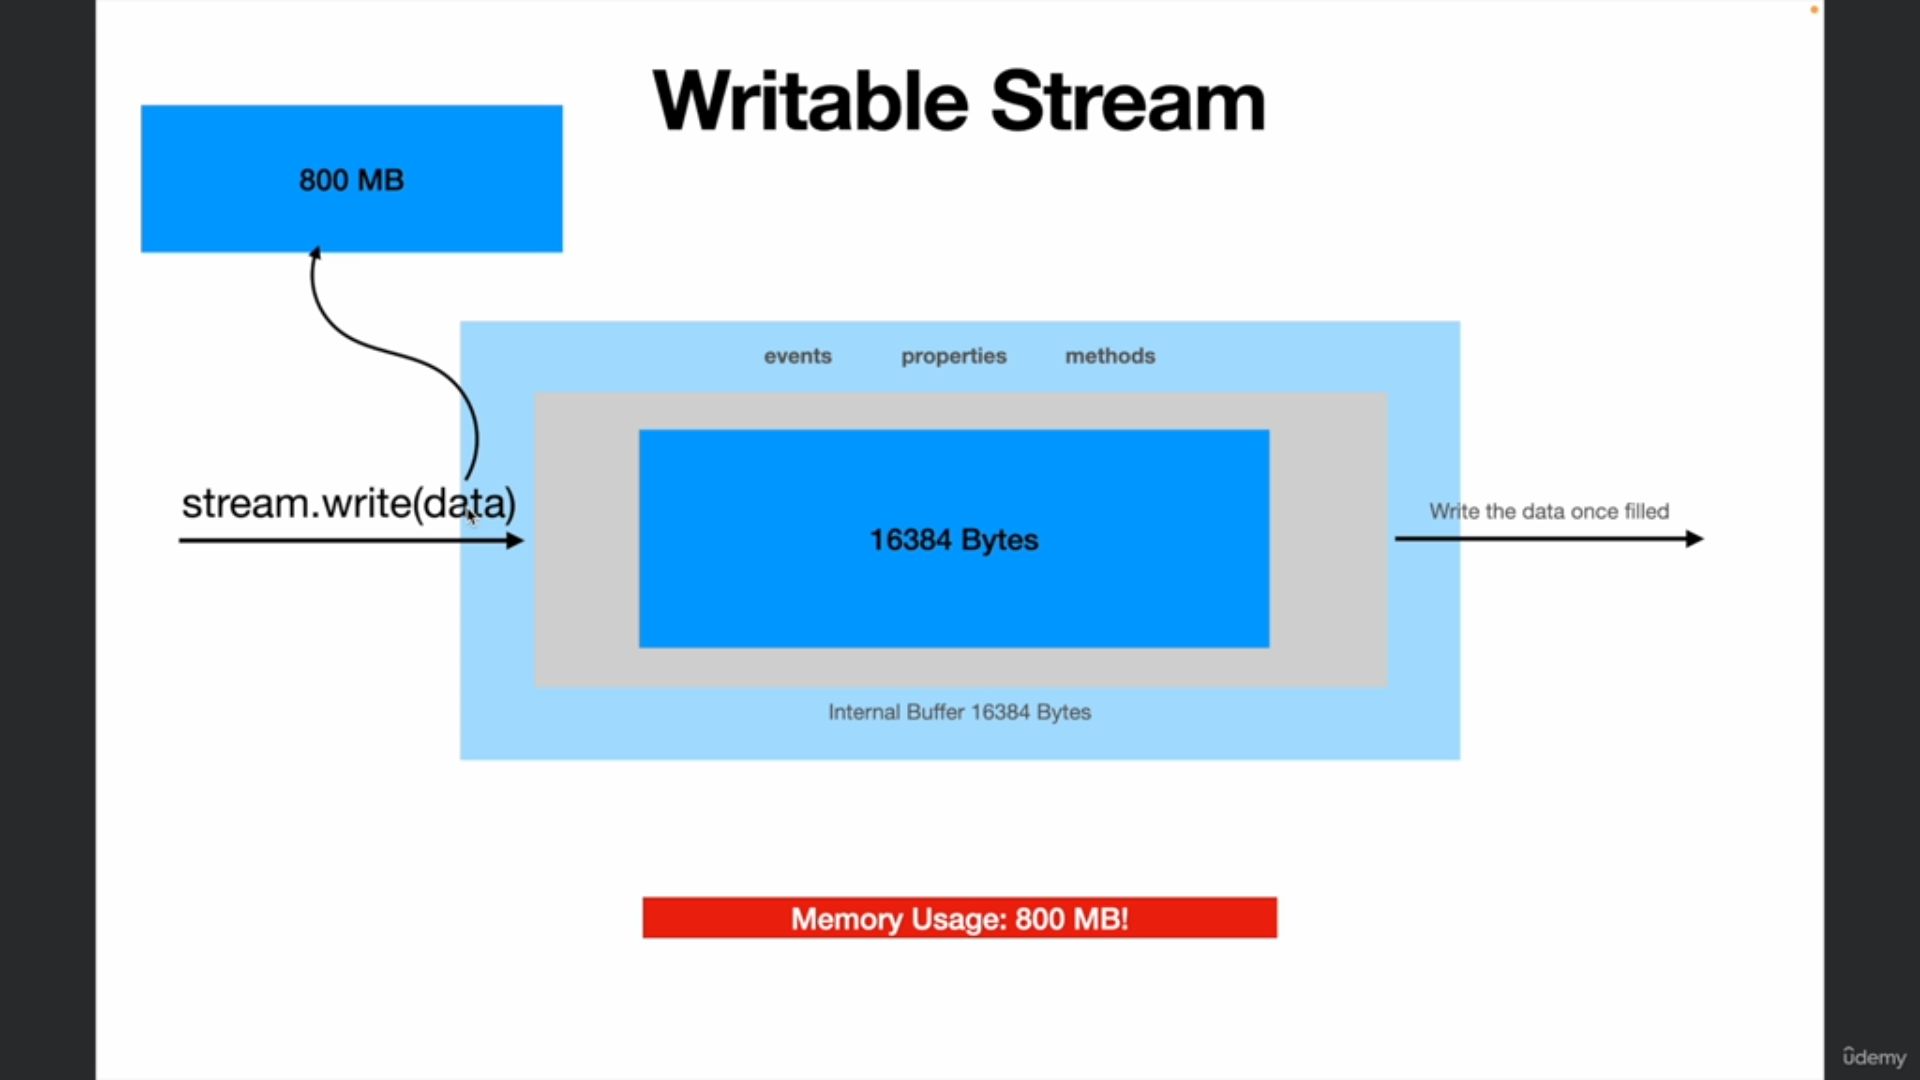 Writable Stream
800 MB
events properties methods
stream.write(data)
16384 Bytes
Write the data once filled
Internal Buffer 16384 Bytes
Memory Usage: 800 MB!
ûdemy